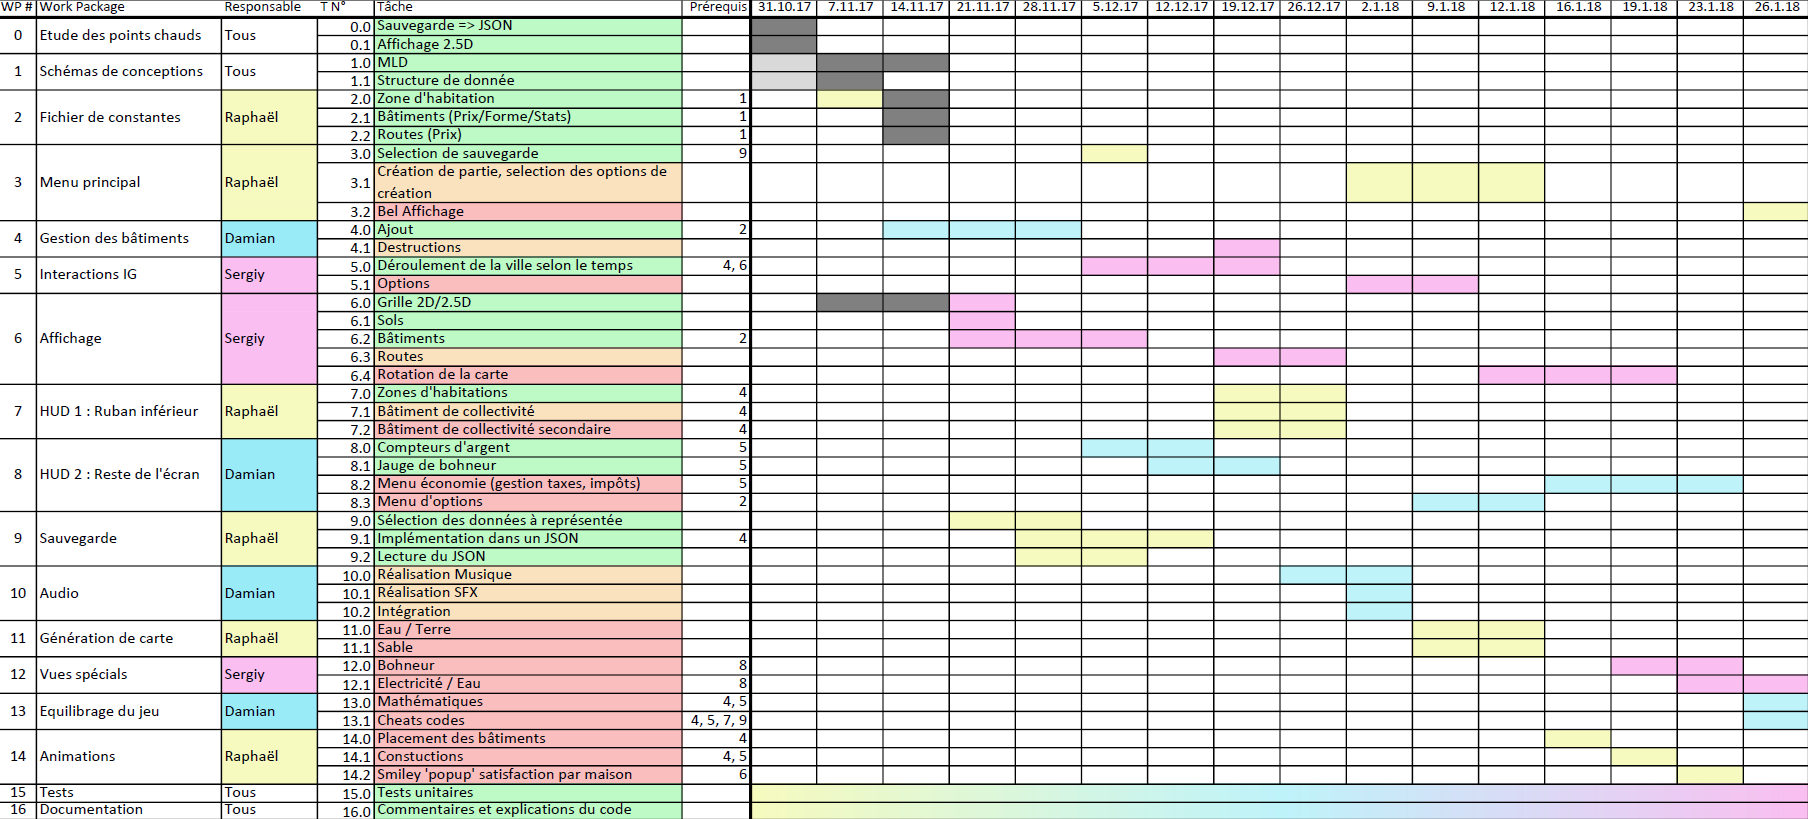 WP # Work Package Responsable T N° Tâche Prérequis 31.10.17 7.11.17 14.11.17 21.11.17 28.11.17 5.12.17 12.12.17 19.12.17 26.12.17 2.1.18 9.1.18 12.1.18 16.1.18 19.1.18 23.1.18 26.1.18
0 Etude des points chauds Tous 0.0 Sauvegarde => JSON
0.1 Affichage 2.5D
1 Schémas de conceptions Tous 1.0 MLD
1.1 Structure de donnée
2 Fichier de constantes Raphaël 2.0 Zone d'habitation 1
2.1 Bâtiments (Prix/Forme/Stats) 1
2.2 Routes (Prix) 1
3 Menu principal Raphaël 3.0 Selection de sauvegarde 9
3.1 Création de partie, selection des options de
création
3.2 Bel Affichage
4 Gestion des bâtiments Damian 4.0 Ajout 2
4.1 Destructions
5 Interactions IG Sergiy 5.0 Déroulement de la ville selon le temps 4, 6
5.1 Options
6 Affichage Sergiy 6.0 Grille 2D/2.5D
6.1 Sols
6.2 Bâtiments 2
6.3 Routes
6.4 Rotation de la carte
7 HUD 1 : Ruban inférieur Raphaël 7.0 Zones d'habitations 4
7.1 Bâtiment de collectivité 4
7.2 Bâtiment de collectivité secondaire 4
8 HUD 2 : Reste de l'écran Damian 8.0 Compteurs d'argent 5
8.1 Jauge de bohneur 5
8.2 Menu économie (gestion taxes, impôts) 5
8.3 Menu d'options 2
9 Sauvegarde Raphaël 9.0 Sélection des données à représentée
9.1 Implémentation dans un JSON 4
9.2 Lecture du JSON
10 Audio Damian 10.0 Réalisation Musique
10.1 Réalisation SFX
10.2 Intégration
11 Génération de carte Raphaël 11.0 Eau / Terre
11.1 Sable
12 Vues spécials Sergiy 12.0 Bohneur 8
12.1 Electricité / Eau 8
13 Equilibrage du jeu Damian 13.0 Mathématiques 4, 5
13.1 Cheats codes 4, 5, 7, 9
14 Animations Raphaël 14.0 Placement des bâtiments 4
14.1 Constuctions 4, 5
14.2 Smiley 'popup' satisfaction par maison 6
15 Tests Tous 15.0 Tests unitaires
16 Documentation Tous 16.0 Commentaires et explications du code